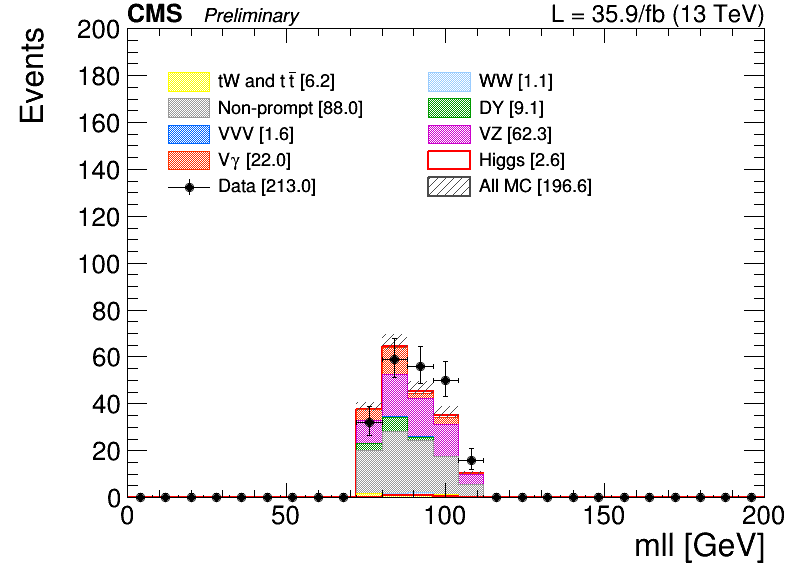 CMS Preliminary L = 35.9/fb (13 TeV)
Events
200
180
160
140
120
100
80
60
40
20
0
tW and t t̄ [6.2]
Non-prompt [88.0]
VVV [1.6]
Vγ [22.0]
Data [213.0]
WW [1.1]
DY [9.1]
VZ [62.3]
Higgs [2.6]
All MC [196.6]
0 50 100 150 200
mll [GeV]